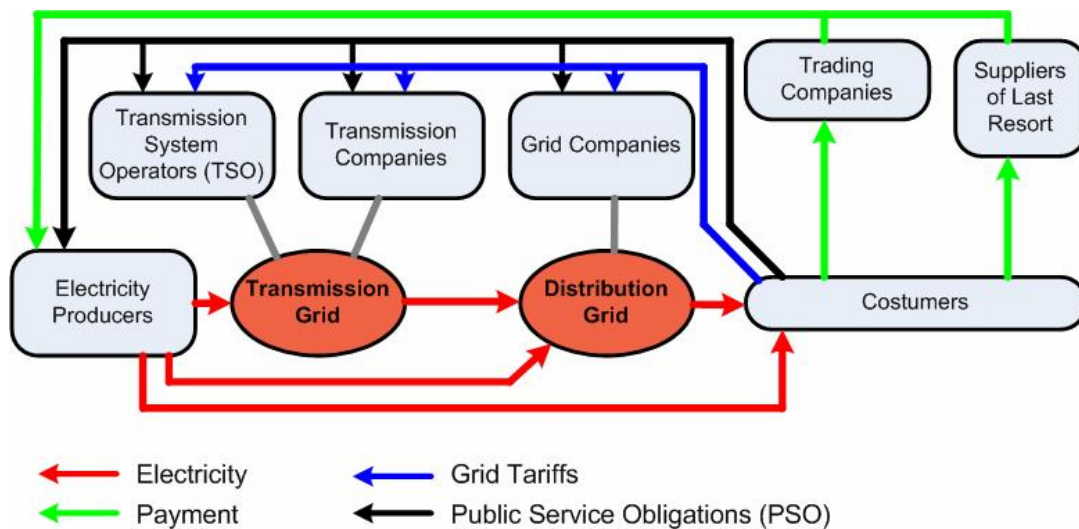 Transmission
System
Operators (TSO)
Transmission
Companies
Grid Companies
Trading
Companies
Suppliers
of Last
Resort
Electricity
Producers
Transmission
Grid
Distribution
Grid
Costumers
Electricity
Grid Tariffs
Payment
Public Service Obligations (PSO)